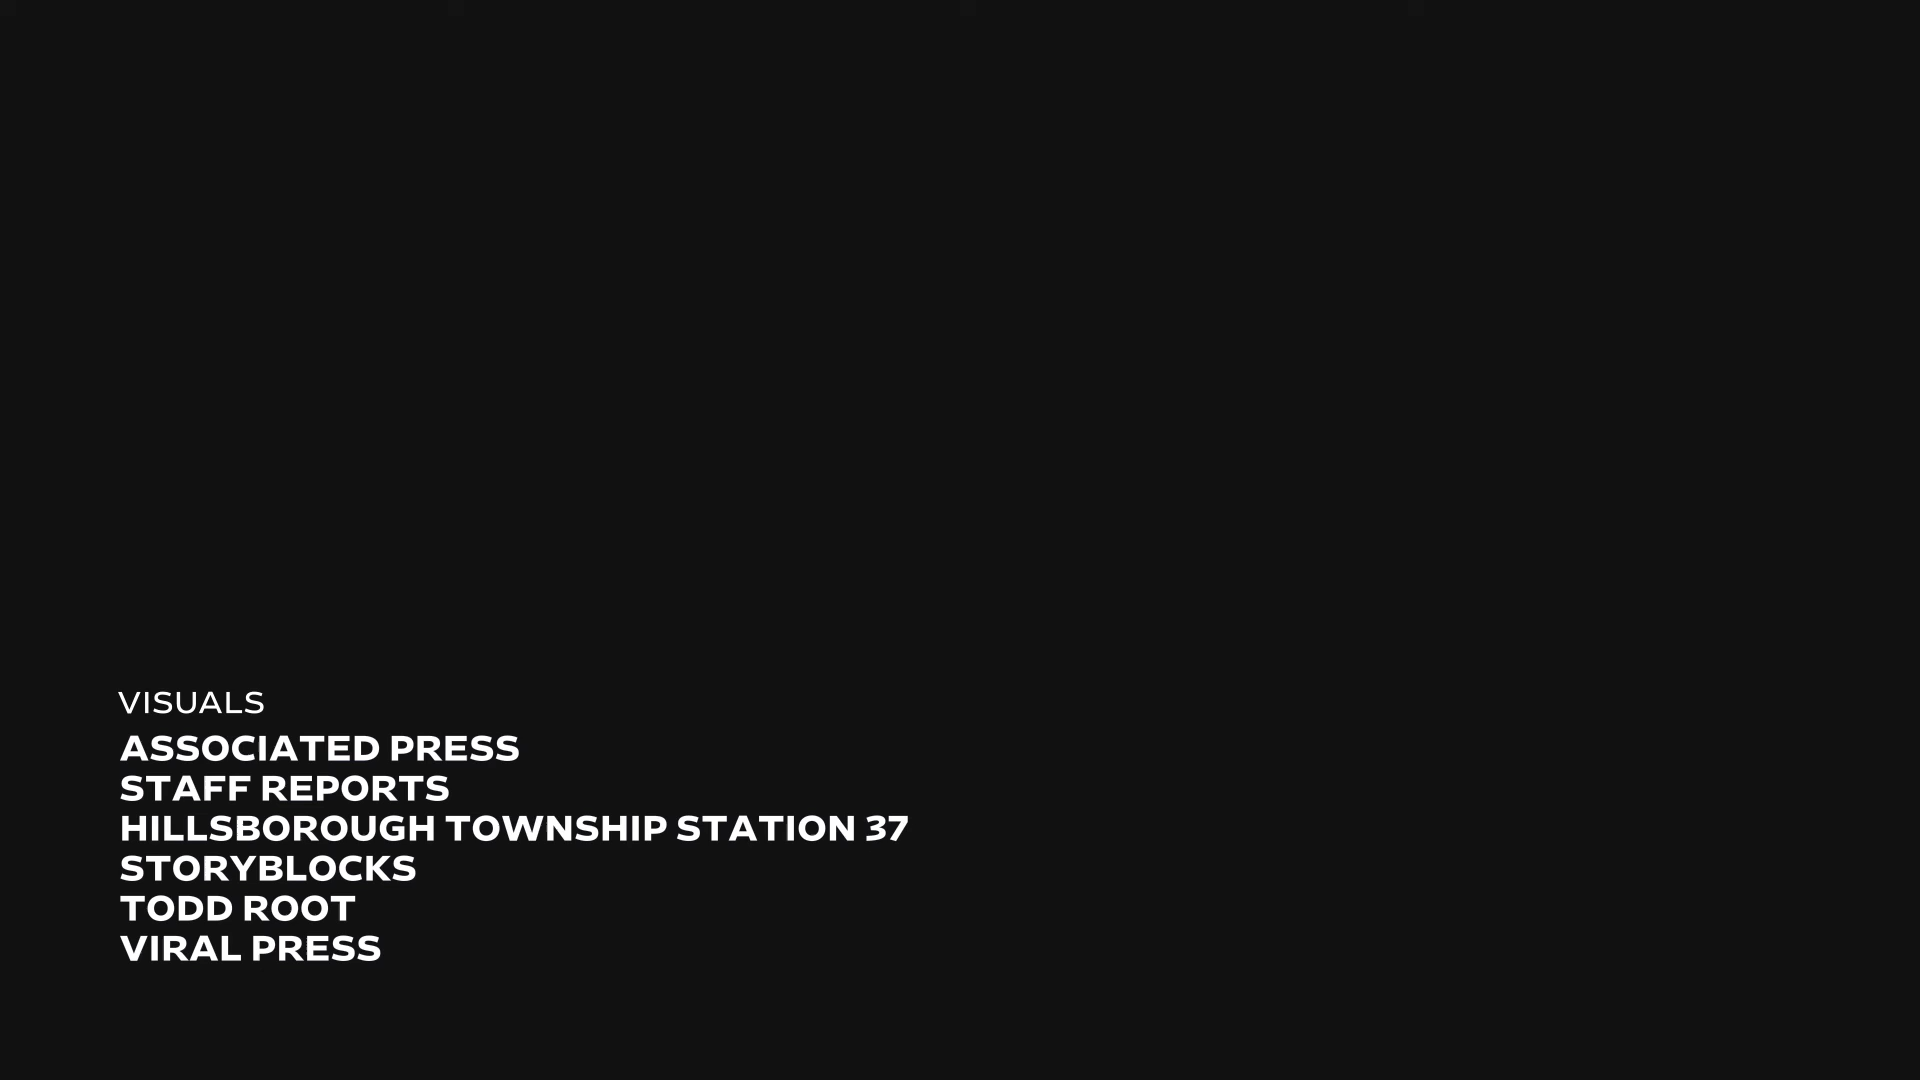 VISUALS
ASSOCIATED PRESS
STAFF REPORTS
HILLSBOROUGH TOWNSHIP STATION 37
STORYBLOCKS
TODD ROOT
VIRAL PRESS